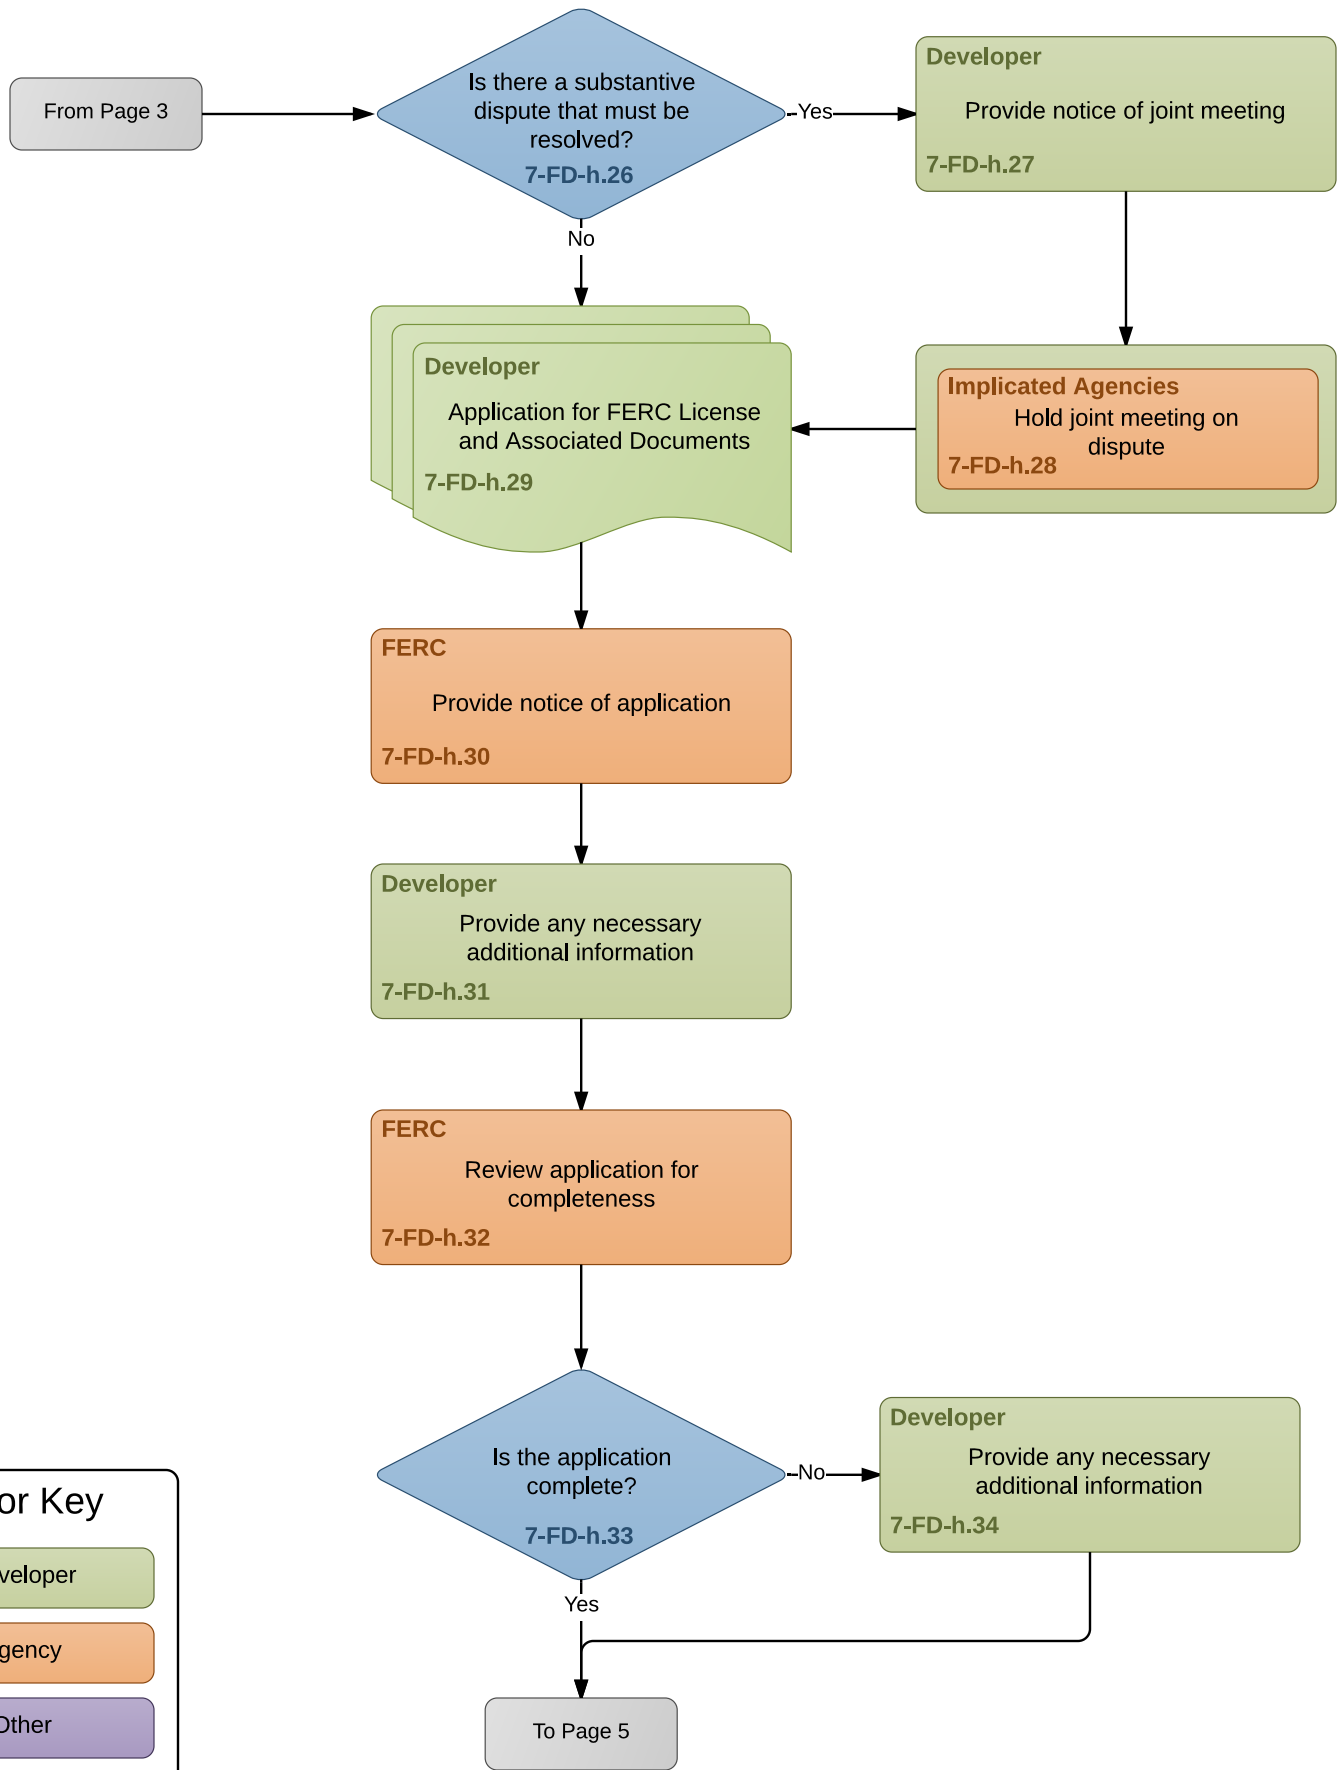 From Page 3
Is there a substantive
dispute that must be
resolved?
7-FD-h.26
Yes
Developer
Provide notice of joint meeting
7-FD-h.27
No
Developer
Application for FERC License
and Associated Documents
7-FD-h.29
Implicated Agencies
Hold joint meeting on
dispute
7-FD-h.28
FERC
Provide notice of application
7-FD-h.30
Developer
Provide any necessary
additional information
7-FD-h.31
FERC
Review application for
completeness
7-FD-h.32
Is the application
complete?
7-FD-h.33
No
Developer
Provide any necessary
additional information
7-FD-h.34
Yes
To Page 5
or Key
veloper
gency
Other